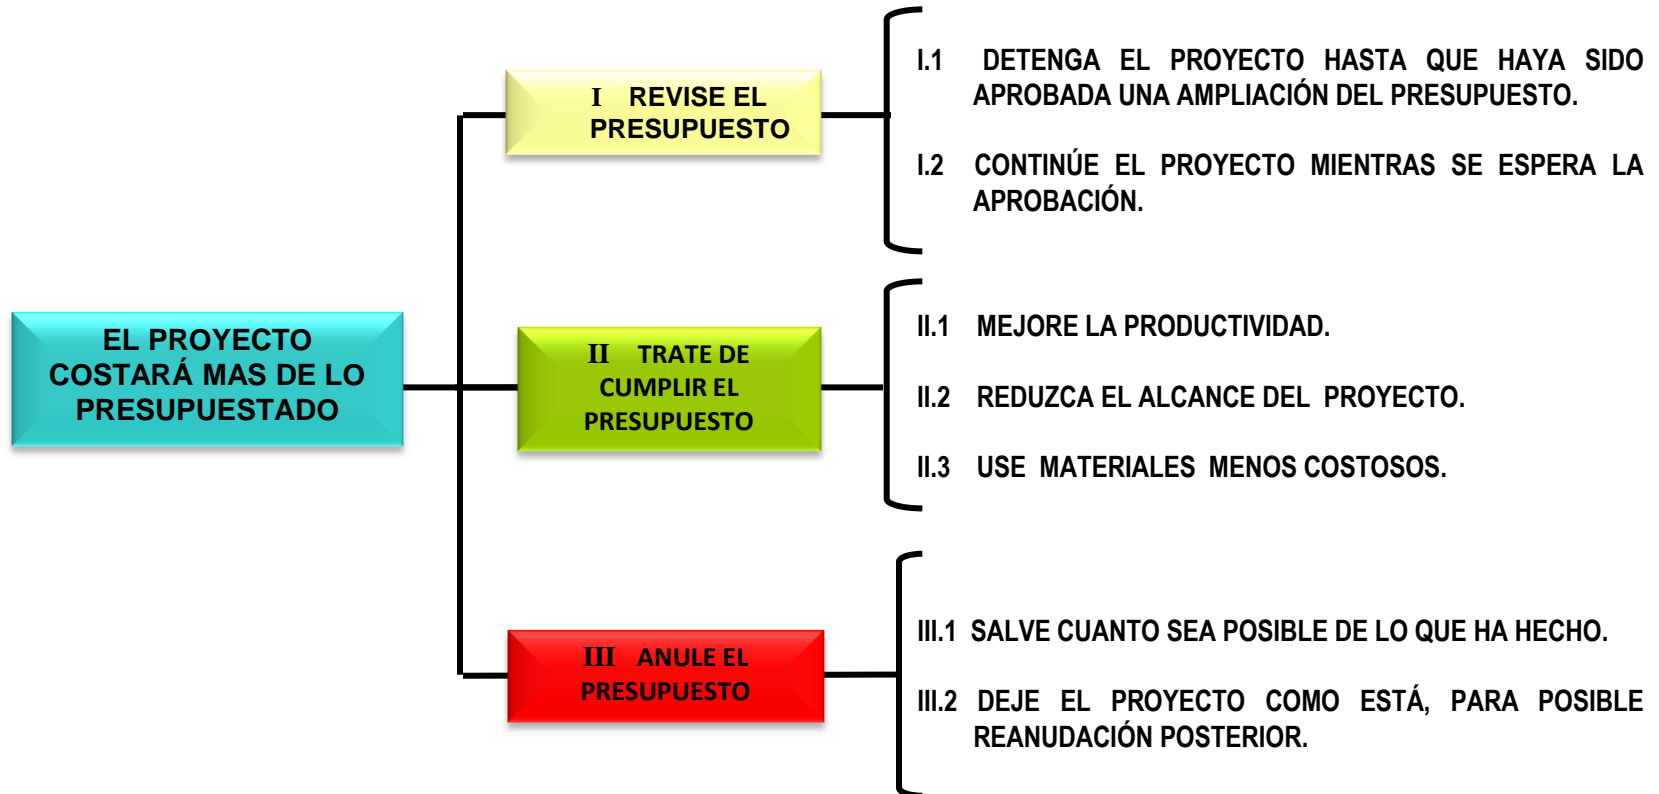 EL PROYECTO
COSTARÁ MAS DE LO
PRESUPUESTADO
I REVISE EL
PRESUPUESTO
I.1 DETENGA EL PROYECTO HASTA QUE HAYA SIDO
APROBADA UNA AMPLIACIÓN DEL PRESUPUESTO.
I.2 CONTINÚE EL PROYECTO MIENTRAS SE ESPERA LA
APROBACIÓN.
II TRATE DE
CUMPLIR EL
PRESUPUESTO
II.1 MEJORE LA PRODUCTIVIDAD.
II.2 REDUZCA EL ALCANCE DEL PROYECTO.
II.3 USE MATERIALES MENOS COSTOSOS.
III ANULE EL
PRESUPUESTO
III.1 SALVE CUANTO SEA POSIBLE DE LO QUE HA HECHO.
III.2 DEJE EL PROYECTO COMO ESTÁ, PARA POSIBLE
REANUDACIÓN POSTERIOR.